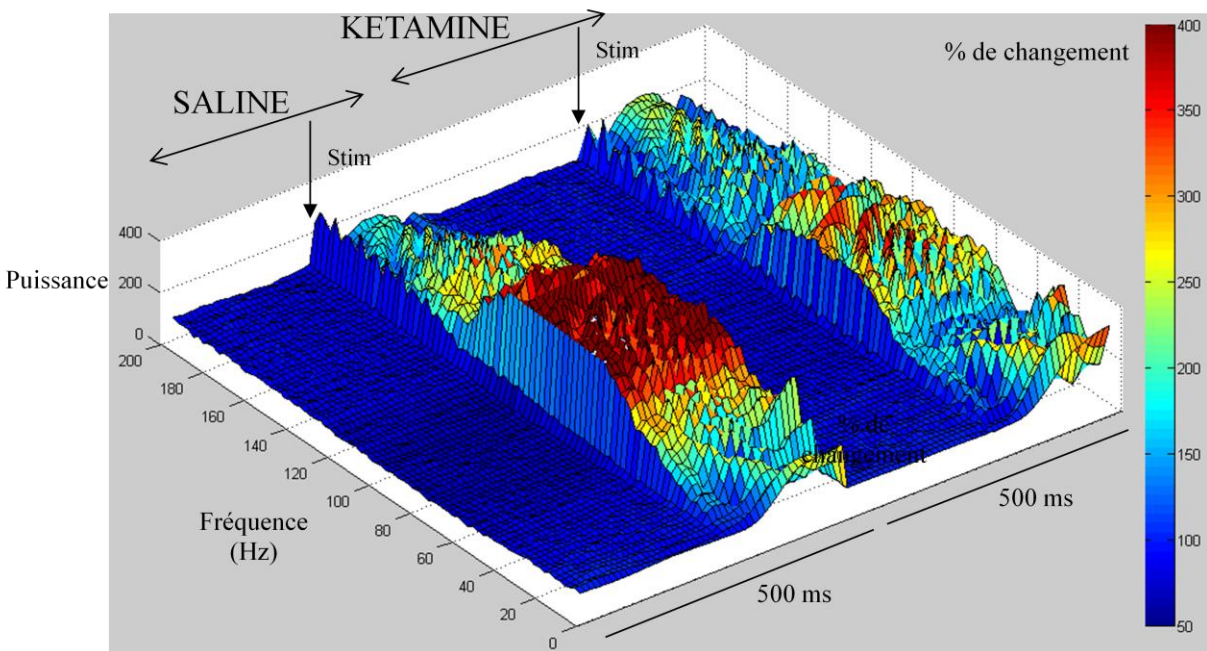 KETAMINE
Stim
% de changement
SALINE
Stim
Puissance
400
200
0
200
180
160
140
120
100
80
60
40
20
0
Fréquence
(Hz)
% de
changement
500 ms
500 ms
400
350
300
250
200
150
100
50